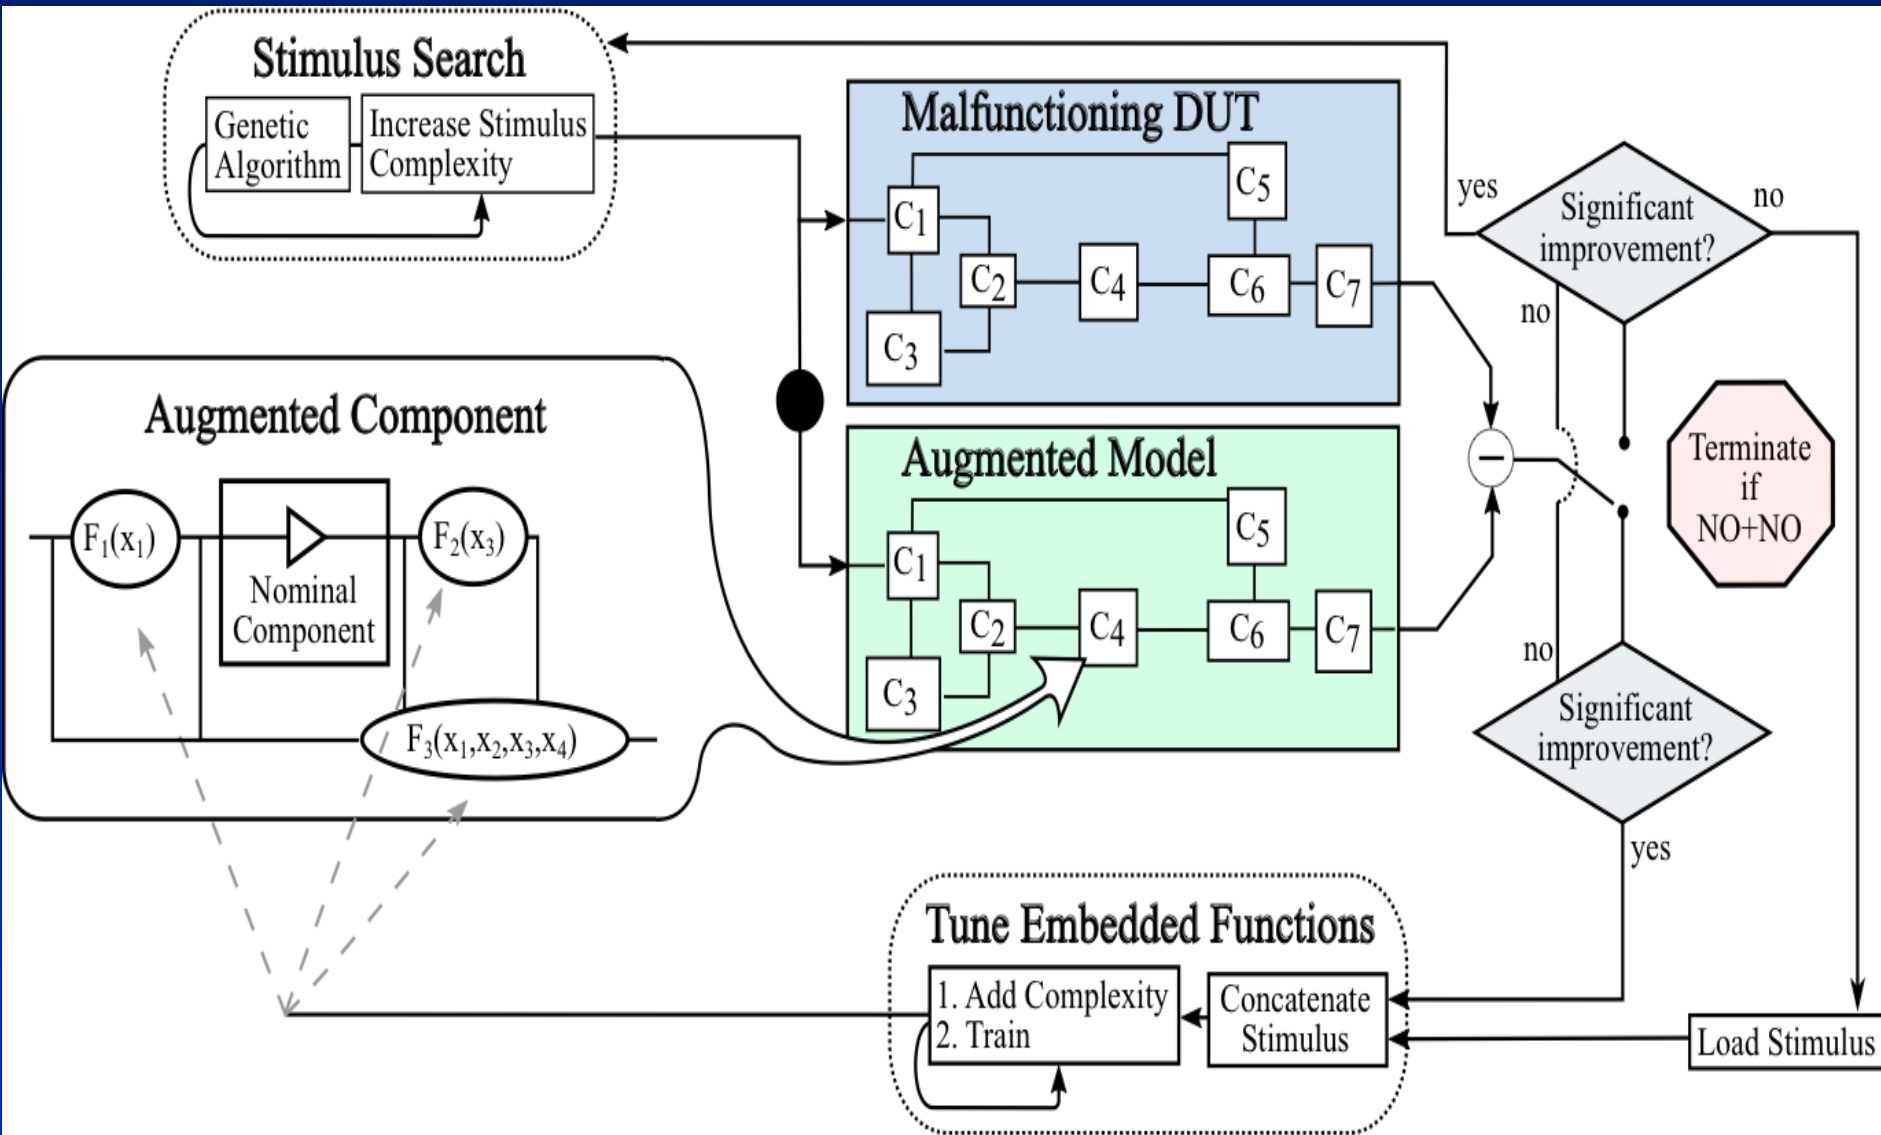 Stimulus Search
Genetic
Algorithm
Increase Stimulus
Complexity
Malfunctioning DUT
C1
C2
C3
C4
C5
C6
C7
yes
Significant
improvement?
no
no
Augmented Component
F1(x1)
Nominal
Component
F2(x3)
F3(x1,x2,x3,x4)
Augmented Model
C1
C2
C3
C4
C5
C6
C7
−
Terminate
if
NO+NO
no
Significant
improvement?
yes
Tune Embedded Functions
1. Add Complexity
2. Train
Concatenate
Stimulus
Load Stimulus